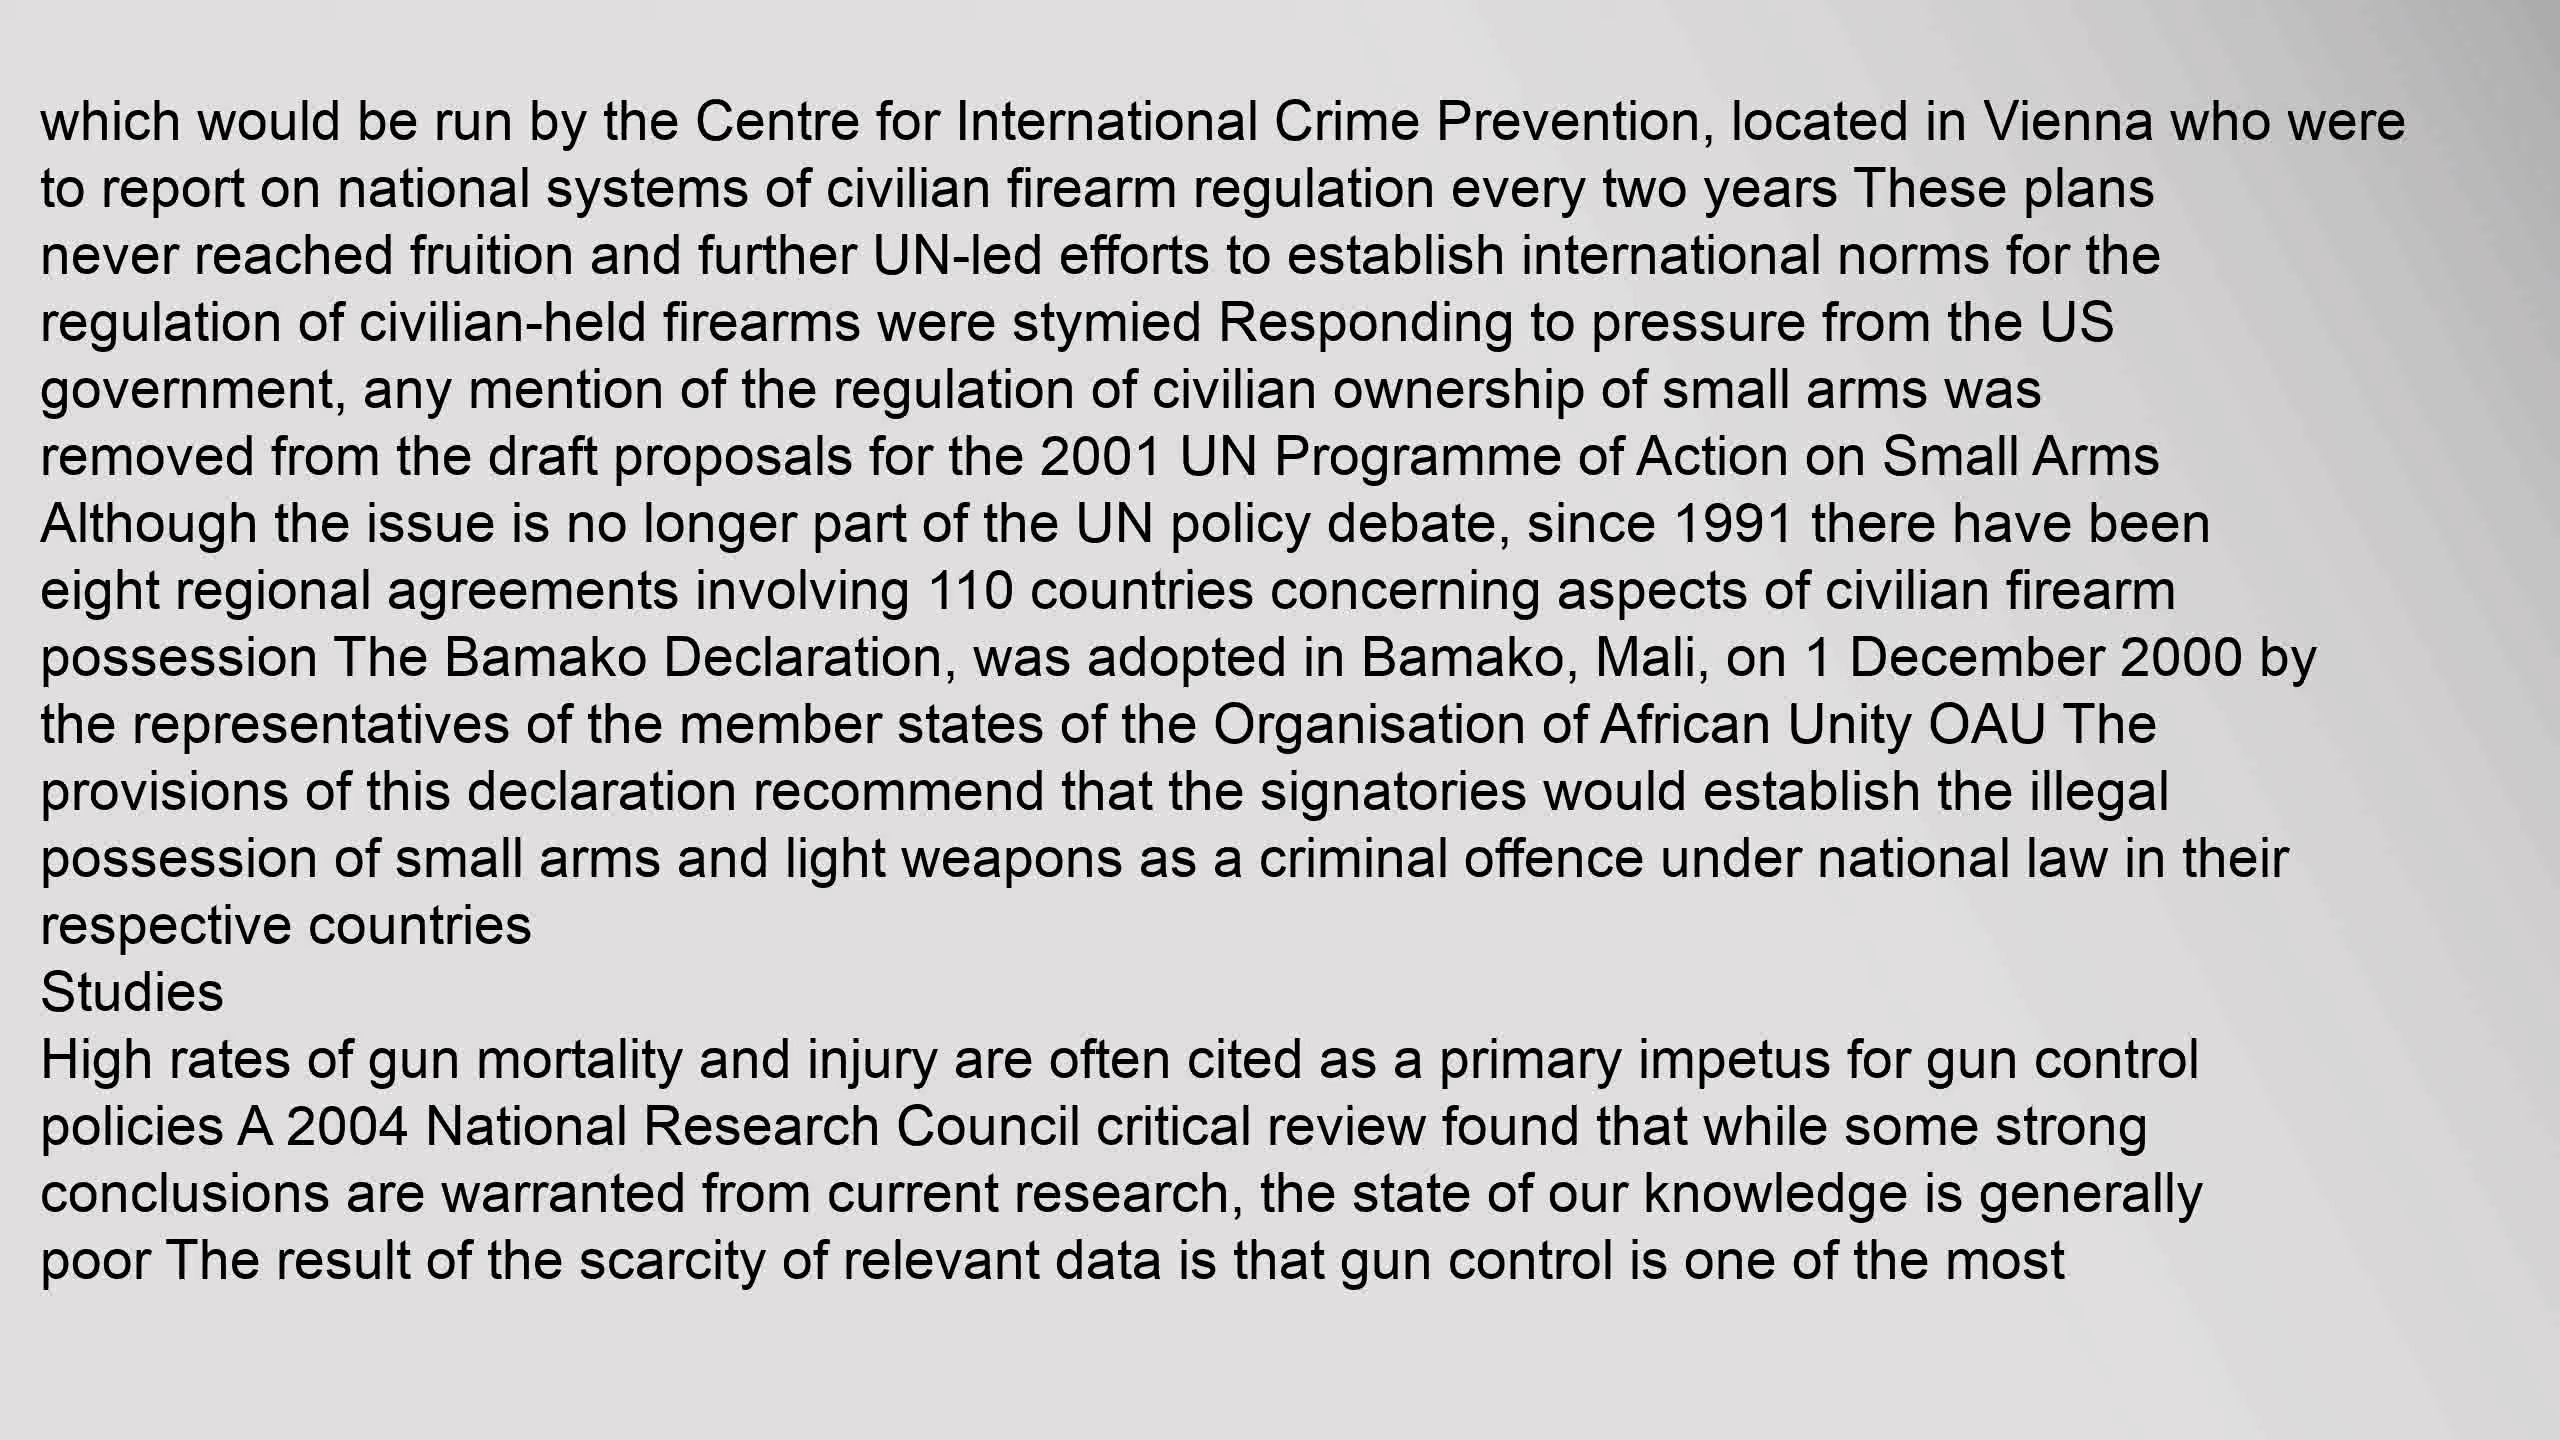 which would be run by the Centre for International Crime Prevention, located in Vienna who were
to report on national systems of civilian firearm regulation every two years These plans
never reached fruition and further UN-led efforts to establish international norms for the
regulation of civilian-held firearms were stymied Responding to pressure from the US
government, any mention of the regulation of civilian ownership of small arms was
removed from the draft proposals for the 2001 UN Programme of Action on Small Arms
Although the issue is no longer part of the UN policy debate, since 1991 there have been
eight regional agreements involving 110 countries concerning aspects of civilian firearm
possession The Bamako Declaration, was adopted in Bamako, Mali, on 1 December 2000 by
the representatives of the member states of the Organisation of African Unity OAU The
provisions of this declaration recommend that the signatories would establish the illegal
possession of small arms and light weapons as a criminal offence under national law in their
respective countries
Studies
High rates of gun mortality and injury are often cited as a primary impetus for gun control
policies A 2004 National Research Council critical review found that while some strong
conclusions are warranted from current research, the state of our knowledge is generally
poor The result of the scarcity of relevant data is that gun control is one of the most